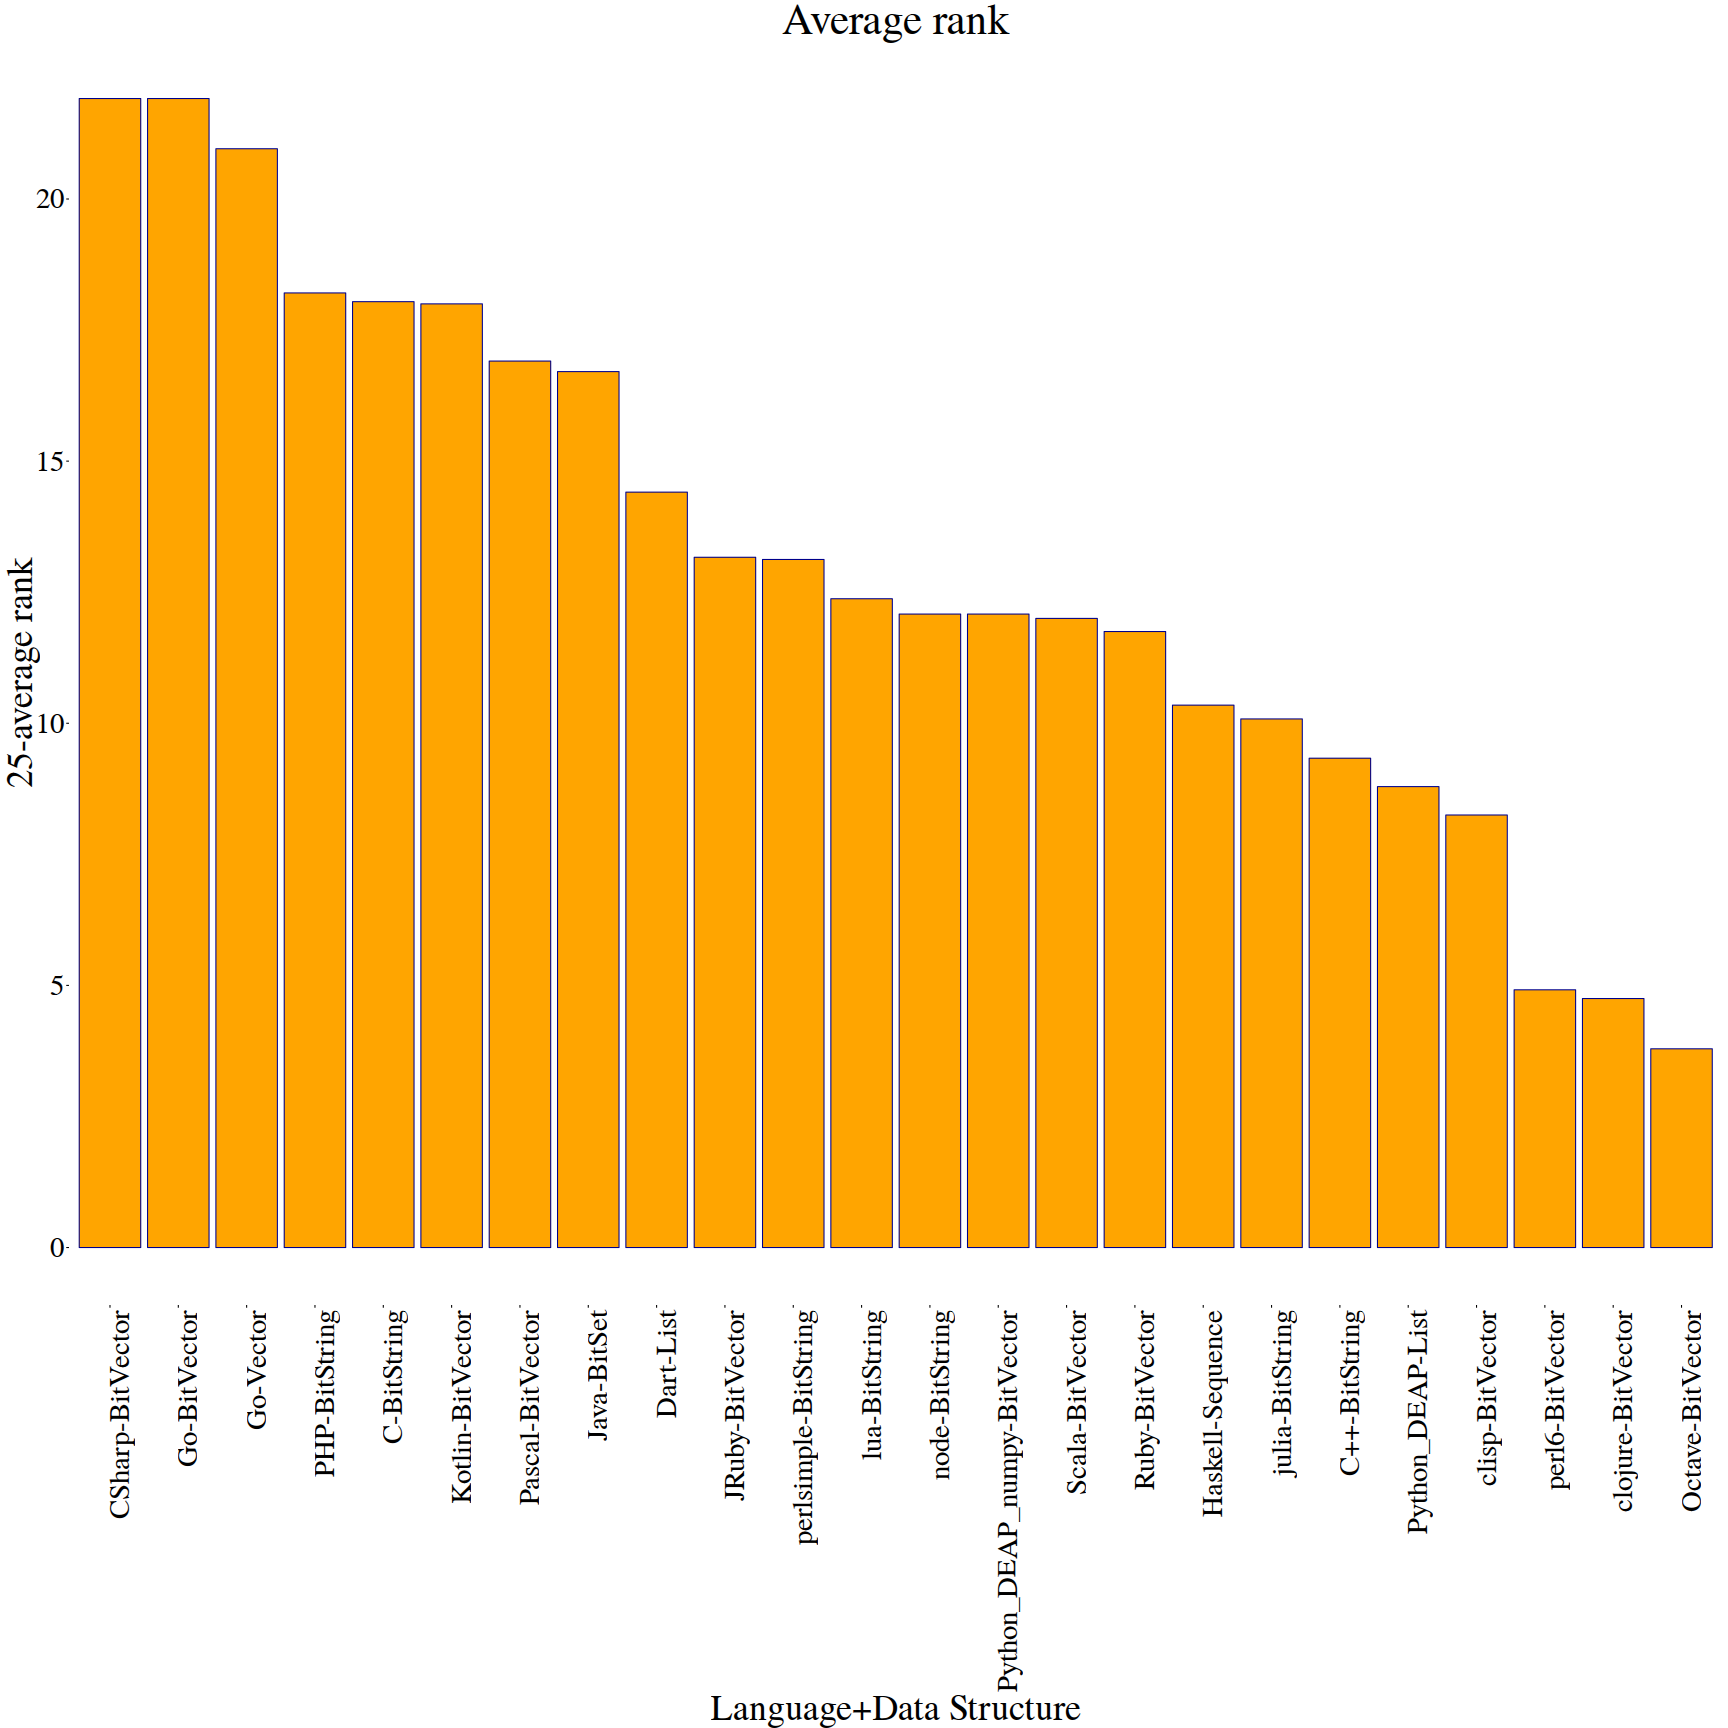 Average rank
25-average rank
20
15
10
5
0
CSharp-BitVector
Go-BitVector
Go-Vector
PHP-BitString
C-BitString
Kotlin-BitVector
Pascal-BitVector
Java-BitSet
Dart-List
JRuby-BitVector
perlsimple-BitString
lua-BitString
node-BitString
Python_DEAP_numpy-BitVector
Scala-BitVector
Ruby-BitVector
Haskell-Sequence
julia-BitString
C++-BitString
Python_DEAP-List
clisp-BitVector
perl6-BitVector
clojure-BitVector
Octave-BitVector
Language+Data Structure